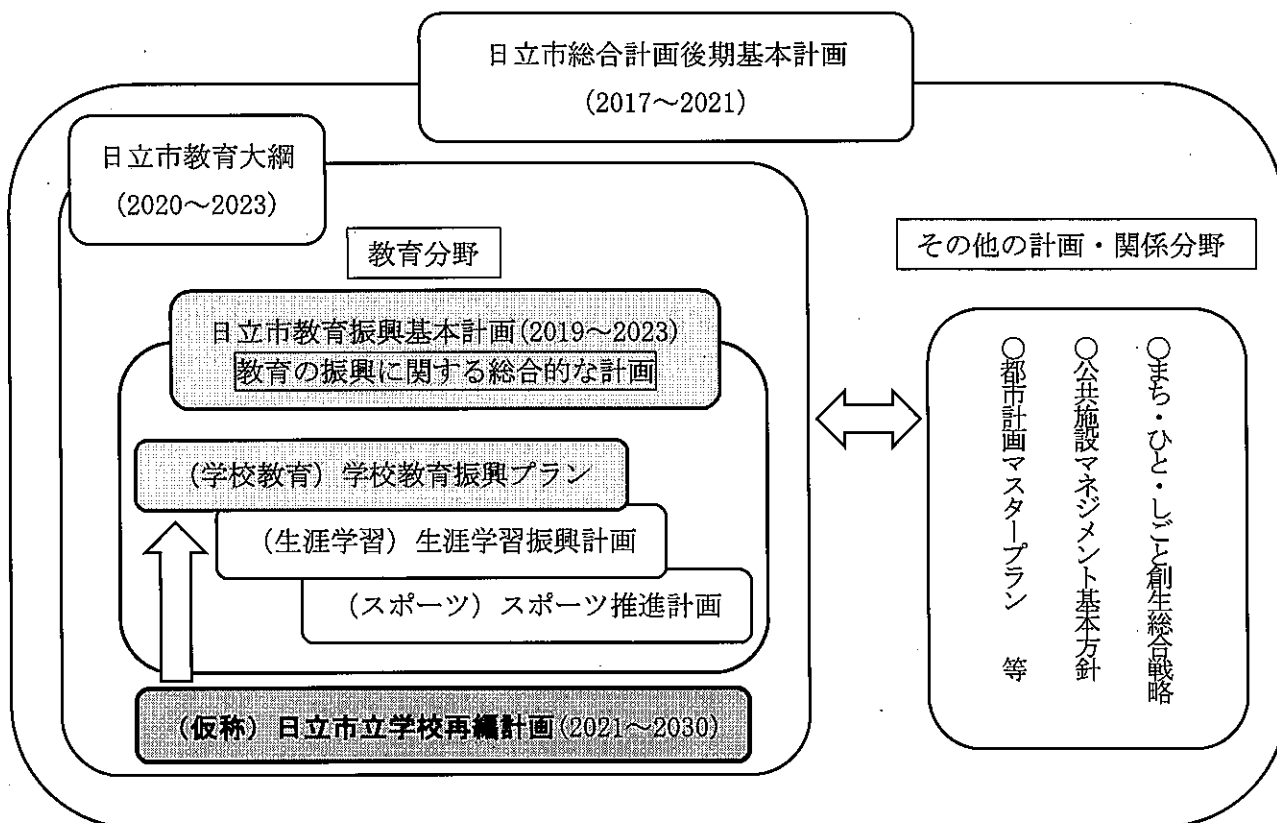 日立市総合計画後期基本計画
(2017～2021)
日立市教育大綱
(2020～2023)
教育分野
日立市教育振興基本計画(2019～2023)
教育の振興に関する総合的な計画
(学校教育) 学校教育振興プラン
(生涯学習) 生涯学習振興計画
(スポーツ) スポーツ推進計画
(仮称) 日立市立学校再編計画(2021～2030)
その他の計画・関係分野
○まち・ひと・しごと創生総合戦略
○公共施設マネジメント基本方針
○都市計画マスタープラン 等